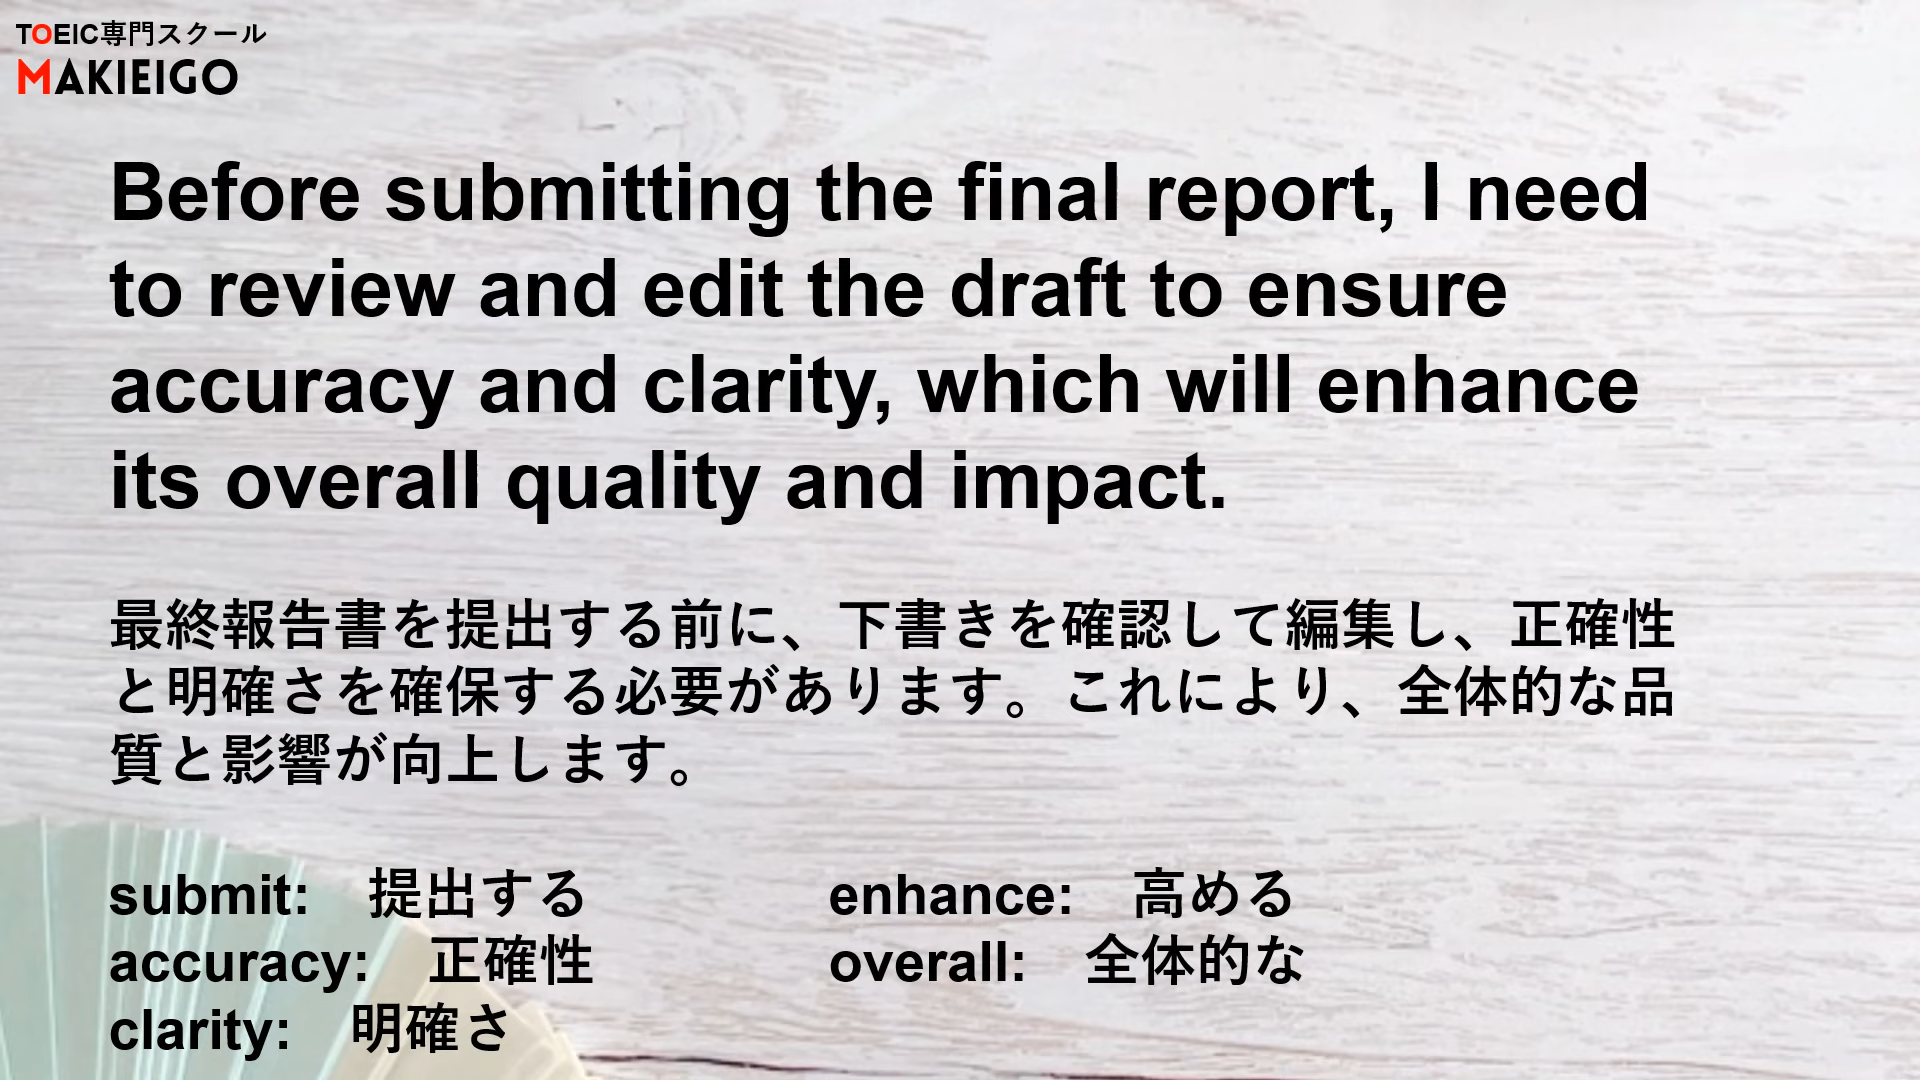 TOEIC専門スクール
MAKIEIGO
Before submitting the final report, I need
to review and edit the draft to ensure
accuracy and clarity, which will enhance
its overall quality and impact.
最終報告書を提出する前に、下書きを確認して編集し、正確性
と明確さを確保する必要があります。これにより、全体的な品
質と影響が向上します。
submit:　提出する
accuracy:　正確性
clarity:　明確さ
enhance:　高める
overall:　全体的な